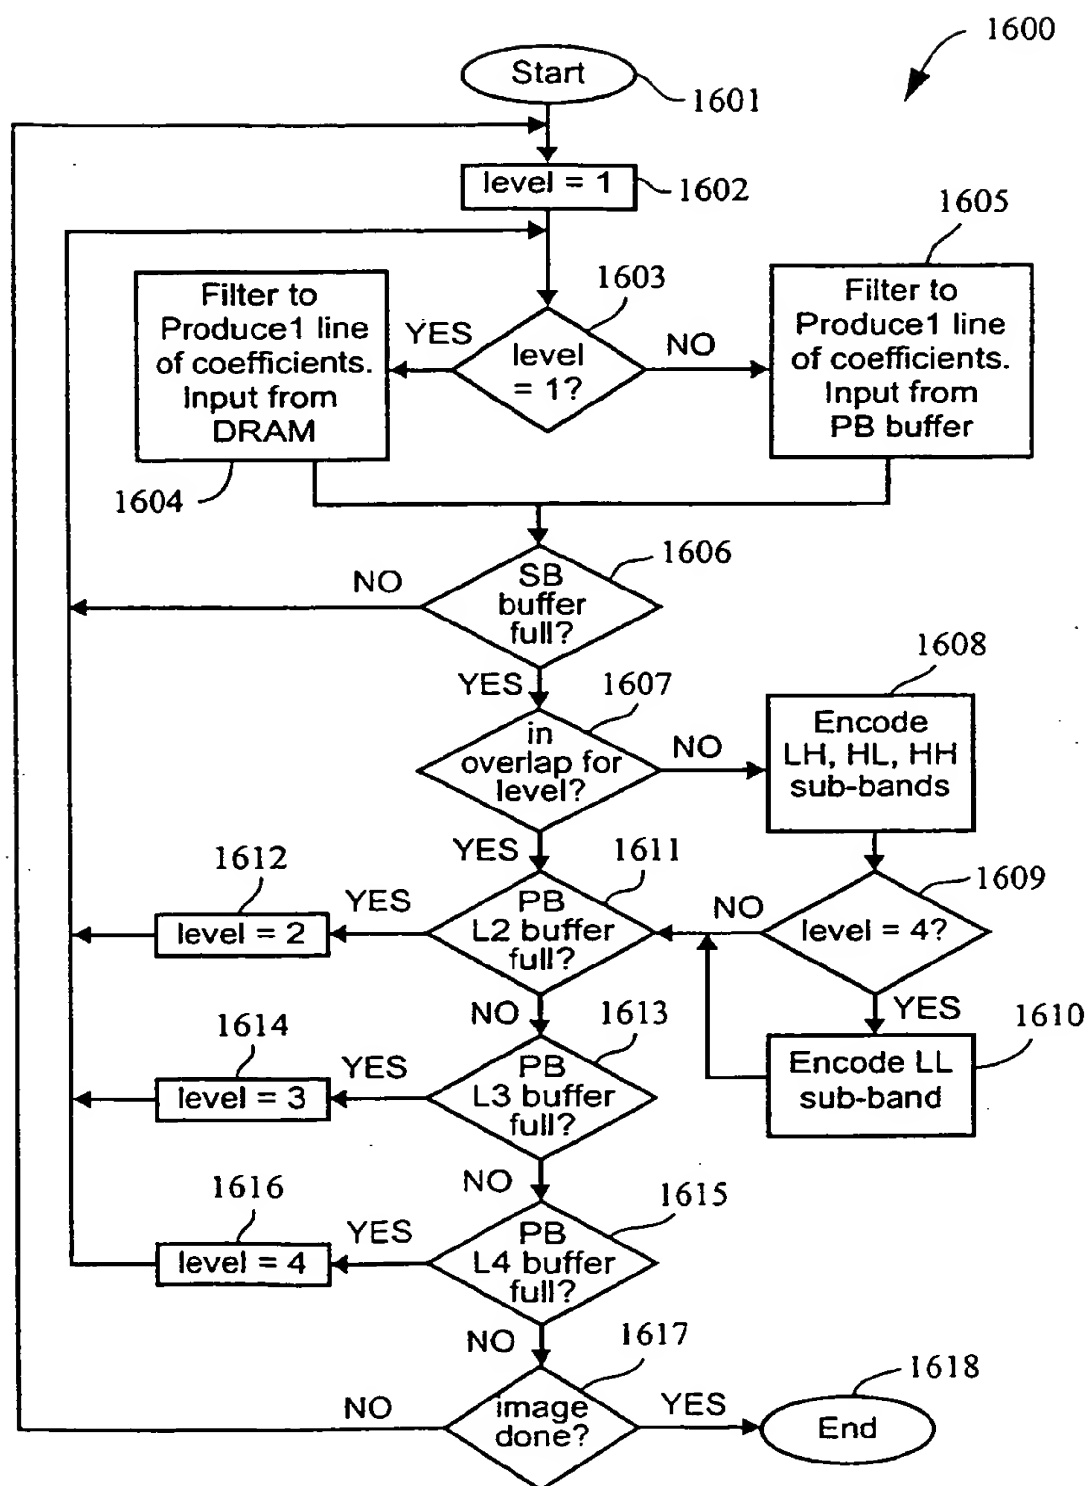 1600
Start
1601
level = 1
1602
1605
1603
Filter to
Produce1 line
of coefficients.
Input from
DRAM
YES
level
= 1?
NO
Filter to
Produce1 line
of coefficients.
Input from
PB buffer
1604
1606
NO
SB
buffer
full?
1608
YES
1607
in
overlap for
level?
NO
Encode
LH, HL, HH
sub-bands
YES
1611
1612
1609
level = 2
YES
PB
L2 buffer
full?
NO
level = 4?
NO
1613
YES
1610
1614
level = 3
YES
PB
L3 buffer
full?
Encode LL
sub-band
NO
1615
1616
level = 4
YES
PB
L4 buffer
full?
NO
1617
1618
NO
image
done?
YES
End